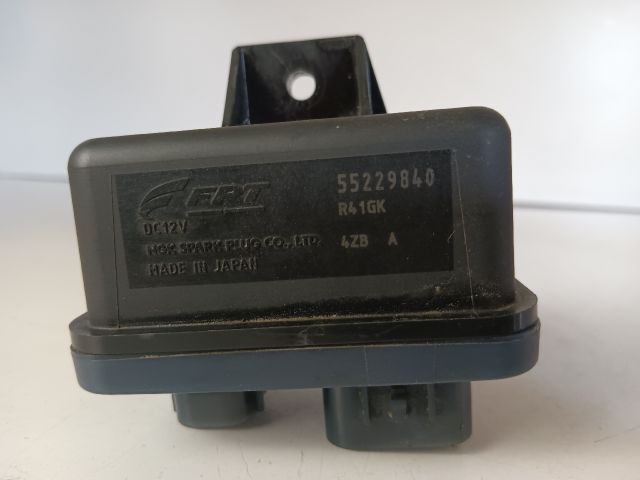 FPT 55229840
DC12V R41GK
NGK SPARK PLUG CO., LTD. 4ZB A
MADE IN JAPAN